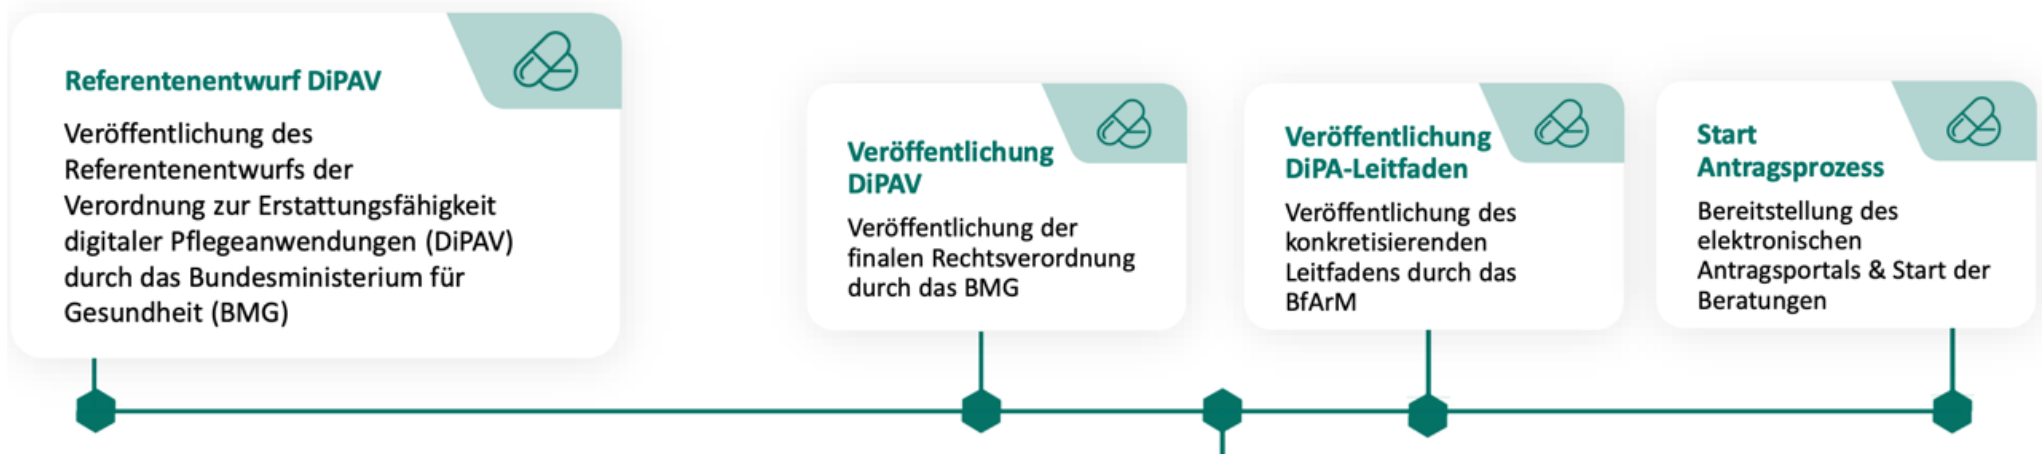 Referentenentwurf DiPAV
Veröffentlichung des
Referentenentwurfs der
Verordnung zur Erstattungsfähigkeit
digitaler Pflegeanwendungen (DiPAV)
durch das Bundesministerium für
Gesundheit (BMG)
Veröffentlichung
DiPAV
Veröffentlichung der
finalen Rechtsverordnung
durch das BMG
Veröffentlichung
DiPA-Leitfaden
Veröffentlichung des
konkretisierenden
Leitfadens durch das
BfArM
Start
Antragsprozess
Bereitstellung des
elektronischen
Antragsportals & Start der
Beratungen